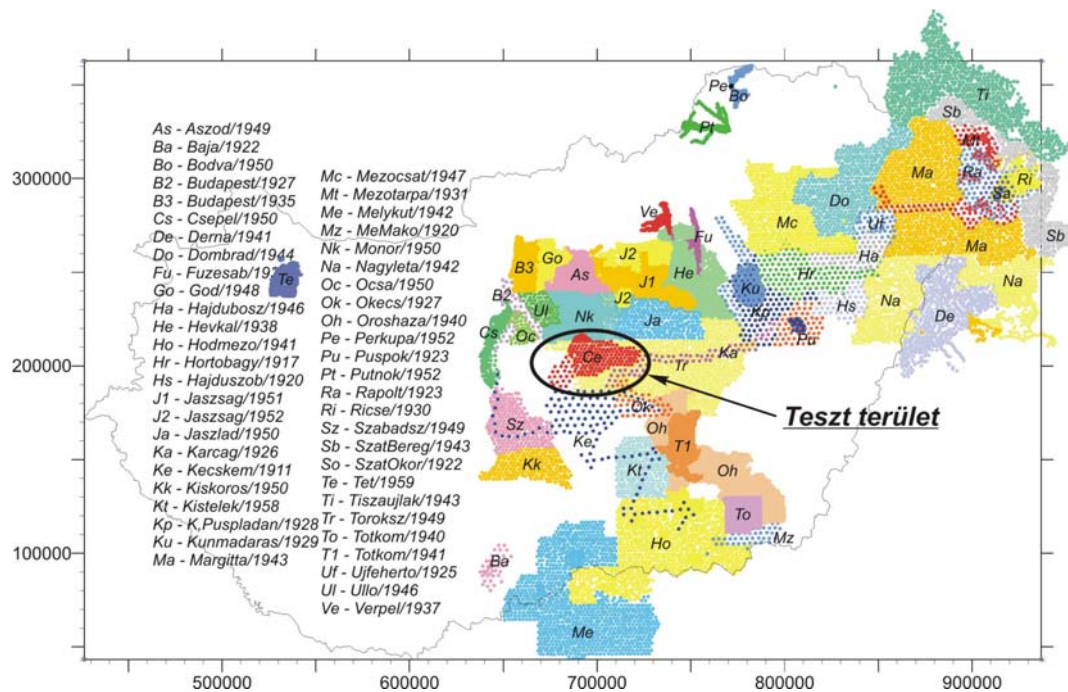 As - Aszod/1949
Ba - Baja/1922
Bo - Bodva/1950
B2 - Budapest/1927
B3 - Budapest/1935
Cs - Csepel/1950
De - Derna/1941
Do - Dombrad/1944
Fu -
Go - God/1948
Ha - Hajdubosz/1946
He - Hevkal/1938
Ho - Hodmezo/1941
Hr - Hortobagy/1917
Hs - Hajduszob/1920
J1 - Jaszsag/1951
J2 - Jaszsag/1952
Ja - Jaszlad/1950
Ka - Karcag/1926
Ke - Kecskem/1911
Kk - Kiskoros/1950
Kt - Kistelek/1958
Kp - K,Puspladan/1928
Ku - Kunmadaras/1929
Ma - Margitta/1943
Mc - Mezocsat/1947
Mt - Mezotarpa/1931
Me - Melykut/1942
Mz - MeMako/1920
Nk - Monor/1950
Na - Nagyleta/1942
Oc - Ocsa/1950
Ok - Okecs/1927
Oh - Oroshaza/1940
Pe - Perkupa/1952
Pu - Puspok/1923
Pt - Putnok/1952
Ra - Rapolt/1923
Ri - Ricse/1930
Sz - Szabadsz/1949
Sb - SzatBereg/1943
So - SzatOkor/1922
Te - Tet/1959
Ti - Tiszaujlak/1943
Tr - Toroksz/1949
To - Totkom/1940
T1 - Totkom/1941
Uf - Ujfeherto/1925
Ul - Ullo/1946
Ve - Verpel/1937
300000
200000
100000
Pe
Bo
Pt
Ti
Sb
Mt
Ma
Ra
Ri
Do
Ve
Mc
Uf
Fu
Sb
J2
Go
Ma
B3
As
He
Ha
J1
Hr
Te
Ku
Na
B2
J2
Kp
Hs
Na
Ul
Nk
Ja
De
Cs
Oc
Pu
Ce
Tr
Ka
Ok
Teszt terület
Sz
Oh
Ke
T1
Kk
Kt
Oh
To
Mz
Ho
Ba
Me
500000
600000
700000
800000
900000